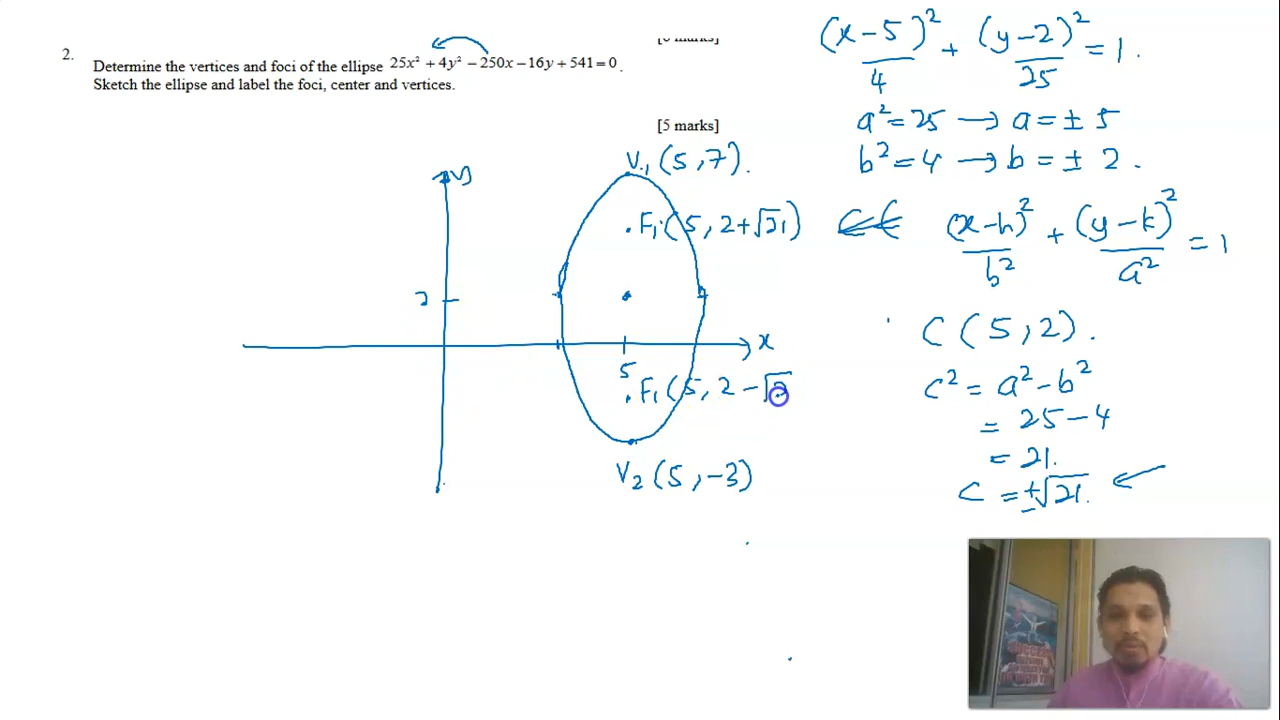 2. Determine the vertices and foci of the ellipse 25x² + 4y² − 250x − 16y + 541 = 0.
Sketch the ellipse and label the foci, center and vertices.
[5 marks]
(x − 5)²/4 + (y − 2)²/25 = 1.
a² = 25 → a = ± 5
b² = 4 → b = ± 2.
(x − h)²/b² + (y − k)²/a² = 1
C (5, 2).
c² = a² − b²
= 25 − 4
= 21.
c = ±√21.
y
V₁ (5, 7).
F₁ (5, 2 + √21)
2
x
5
F₁ (5, 2 − √2
V₂ (5, −3)
SUCCESS